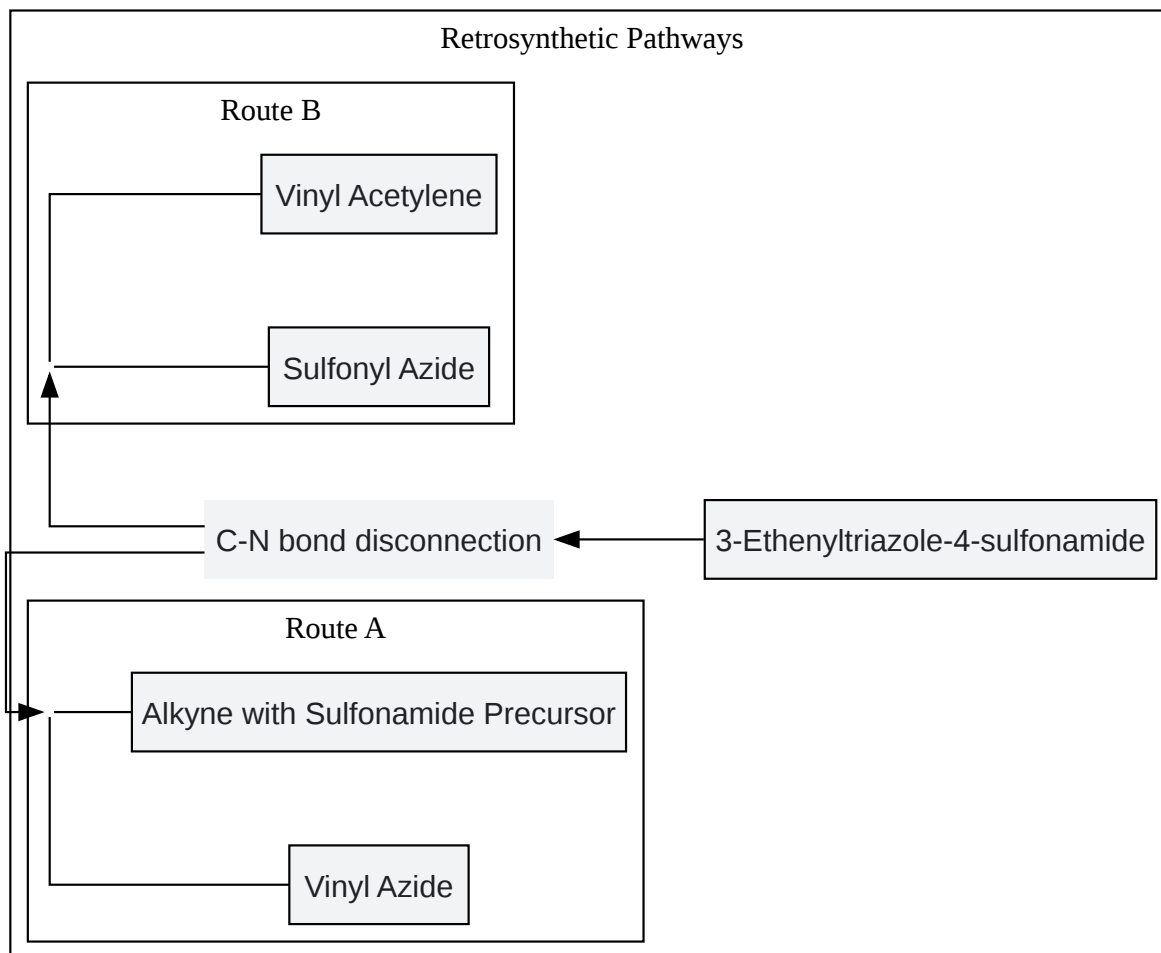 Retrosynthetic Pathways
Route B
Vinyl Acetylene
Sulfonyl Azide
C-N bond disconnection
3-Ethenyltriazole-4-sulfonamide
Route A
Alkyne with Sulfonamide Precursor
Vinyl Azide